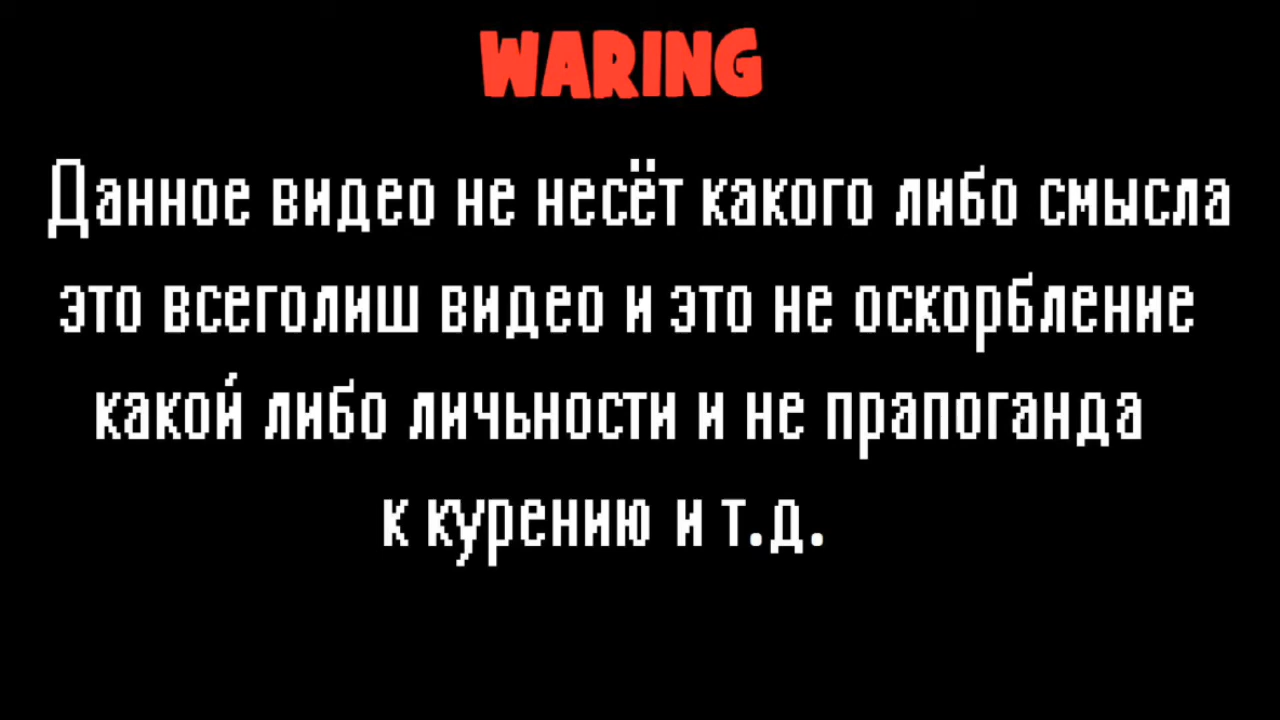 WARING
Данное видео не несёт какого либо смысла
это всеголиш видео и это не оскорбление
какой либо личьности и не прапоганда
к курению и т.д.